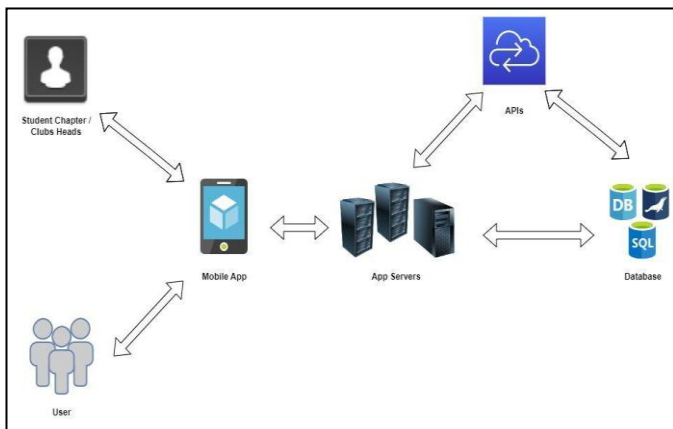 Student Chapter /
Clubs Heads
APIs
DB
SQL
Mobile App
App Servers
Database
User